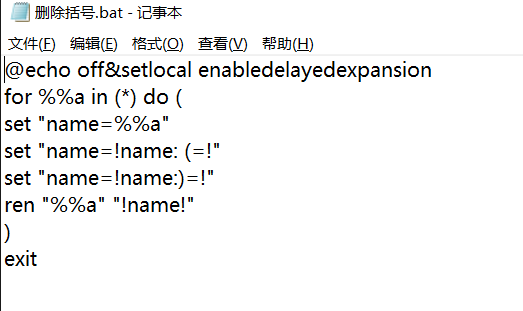 删除括号.bat - 记事本
文件(F) 编辑(E) 格式(O) 查看(V) 帮助(H)
@echo off&setlocal enabledelayedexpansion
for %%a in (*) do (
set "name=%%a"
set "name=!name: (=!"
set "name=!name:)=!"
ren "%%a" "!name!"
)
exit